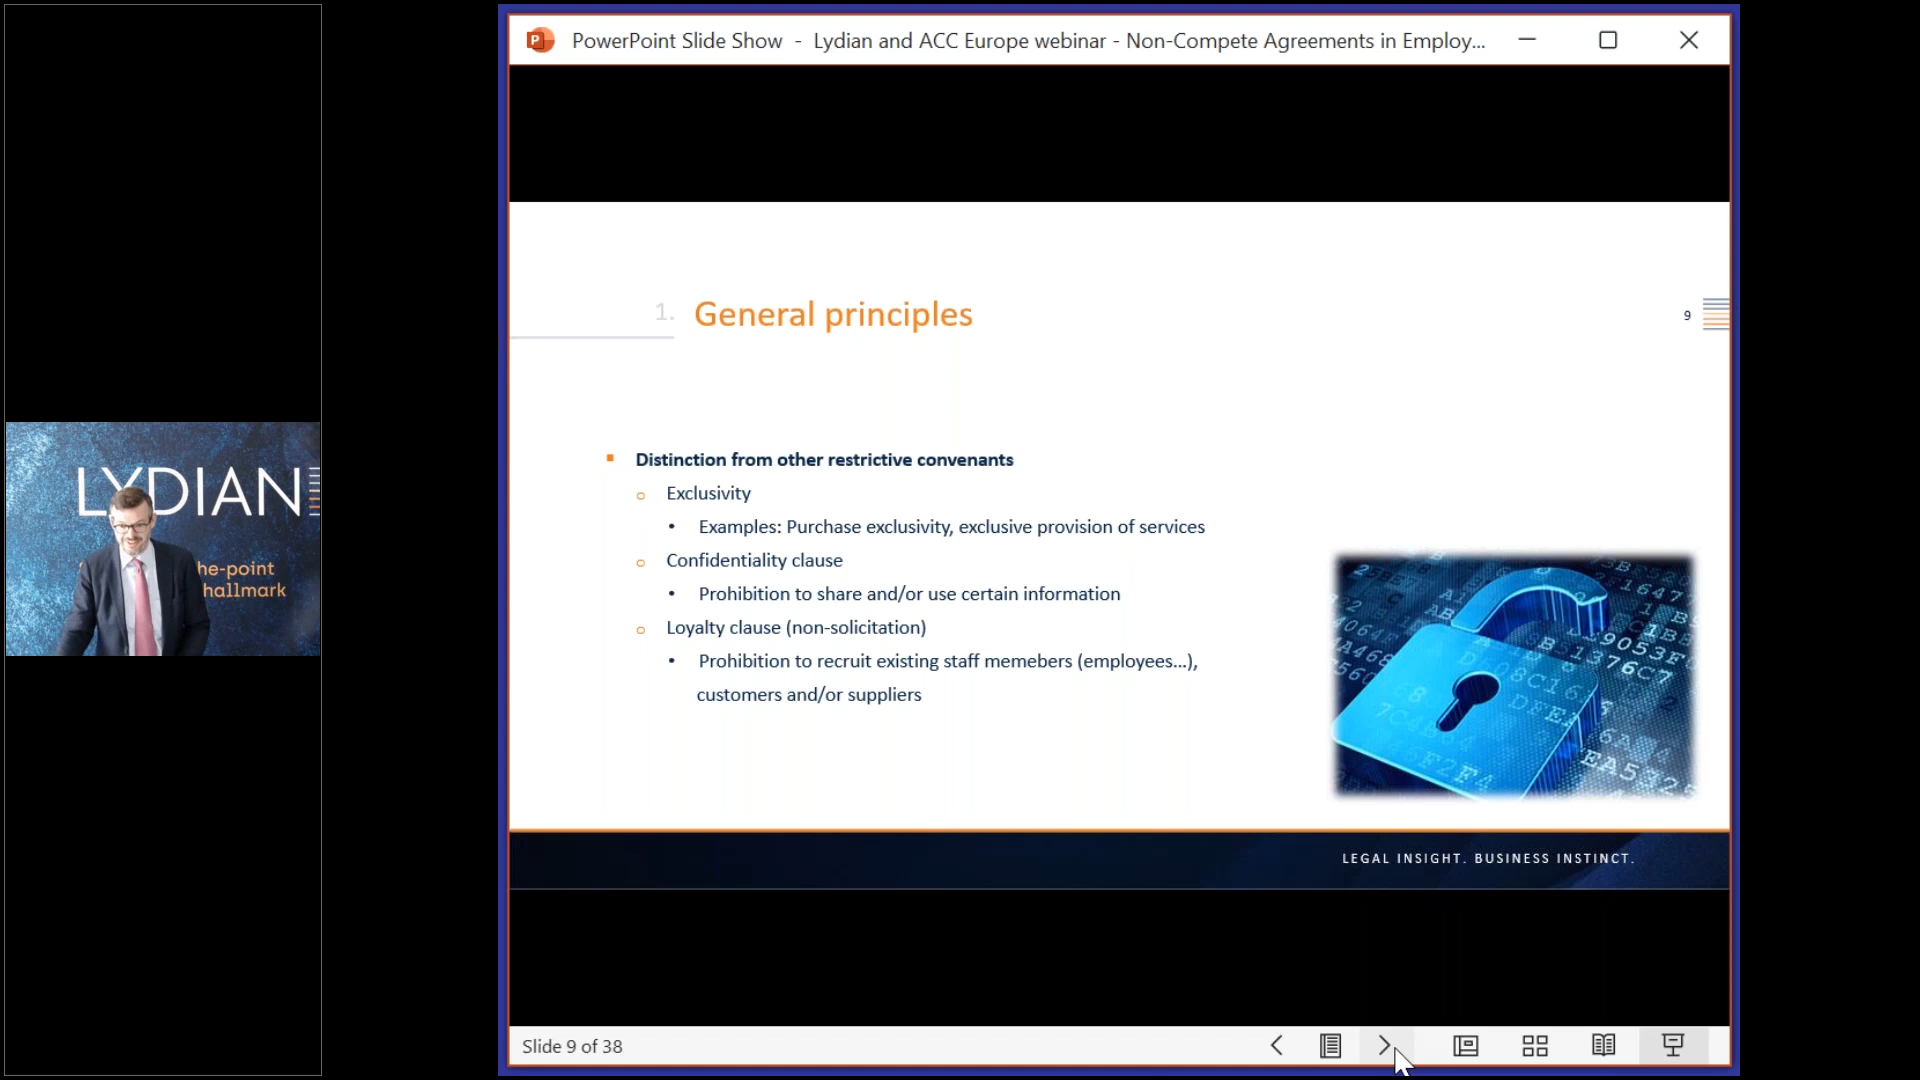 PowerPoint Slide Show - Lydian and ACC Europe webinar - Non-Compete Agreements in Employ...
LYDIAN
he-point
hallmark
1. General principles
9
Distinction from other restrictive convenants
Exclusivity
Examples: Purchase exclusivity, exclusive provision of services
Confidentiality clause
Prohibition to share and/or use certain information
Loyalty clause (non-solicitation)
Prohibition to recruit existing staff memebers (employees...),
customers and/or suppliers
LEGAL INSIGHT. BUSINESS INSTINCT.
Slide 9 of 38